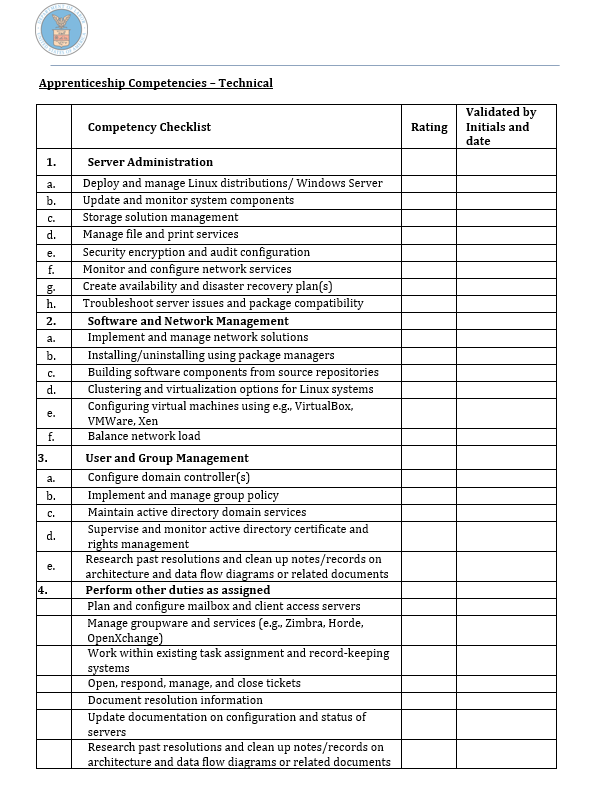 Apprenticeship Competencies – Technical
Competency Checklist
Rating
Validated by
Initials and
date
1. Server Administration
a. Deploy and manage Linux distributions/ Windows Server
b. Update and monitor system components
c. Storage solution management
d. Manage file and print services
e. Security encryption and audit configuration
f. Monitor and configure network services
g. Create availability and disaster recovery plan(s)
h. Troubleshoot server issues and package compatibility
2. Software and Network Management
a. Implement and manage network solutions
b. Installing/uninstalling using package managers
c. Building software components from source repositories
d. Clustering and virtualization options for Linux systems
e. Configuring virtual machines using e.g., VirtualBox,
VMWare, Xen
f. Balance network load
3. User and Group Management
a. Configure domain controller(s)
b. Implement and manage group policy
c. Maintain active directory domain services
d. Supervise and monitor active directory certificate and
rights management
e. Research past resolutions and clean up notes/records on
architecture and data flow diagrams or related documents
4. Perform other duties as assigned
Plan and configure mailbox and client access servers
Manage groupware and services (e.g., Zimbra, Horde,
OpenXchange)
Work within existing task assignment and record-keeping
systems
Open, respond, manage, and close tickets
Document resolution information
Update documentation on configuration and status of
servers
Research past resolutions and clean up notes/records on
architecture and data flow diagrams or related documents